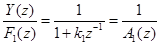 Y(z)/F₁(z) = 1/(1+k₁z⁻¹) = 1/A₁(z)